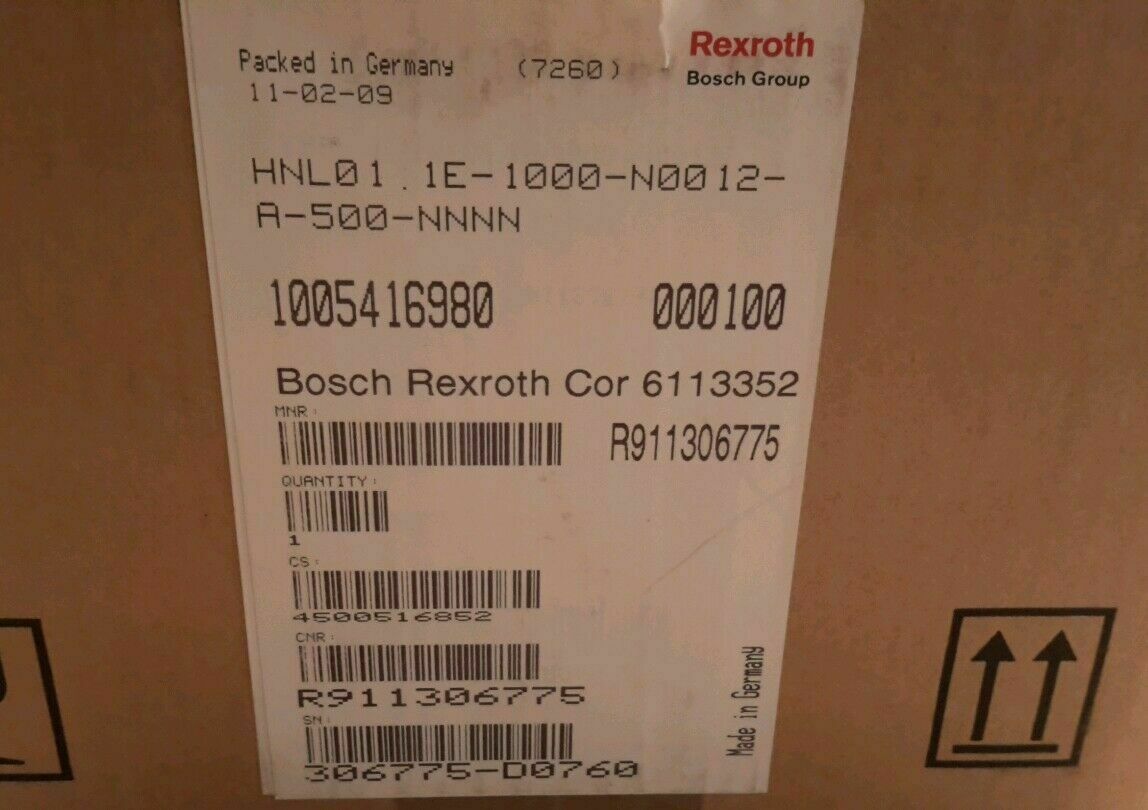 Rexroth
Bosch Group
Packed in Germany (7260)
11-02-09
HNL01.1E-1000-N0012-
A-500-NNNN
1005416980 000100
Bosch Rexroth Cor 6113352
MNR:
R911306775
QUANTITY:
1
CS:
4500516852
CNR:
R911306775
SN:
306775-D0760
Made in Germany